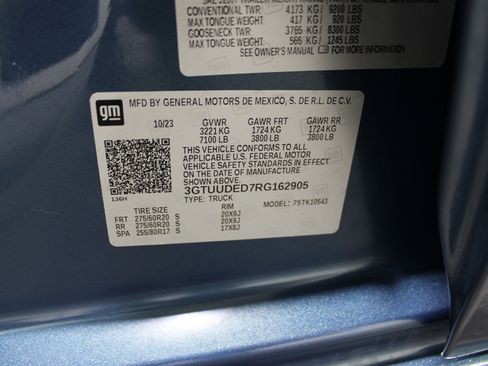 CONVENTIONAL TWR 4173 KG / 9200 LBS
MAX TONGUE WEIGHT: 417 KG / 920 LBS
GOOSENECK TWR 3765 KG / 8300 LBS
MAX TONGUE WEIGHT: 565 KG / 1245 LBS
SEE OWNER'S MANUAL FOR MORE INFORMATION
gm
MFD BY GENERAL MOTORS DE MEXICO, S. DE R.L. DE C.V.
10/23 GVWR GAWR FRT GAWR RR
3221 KG 1724 KG 1724 KG
7100 LB 3800 LB 3800 LB
THIS VEHICLE CONFORMS TO ALL
APPLICABLE U.S. FEDERAL MOTOR
VEHICLE SAFETY STANDARDS IN
EFFECT ON THE DATE OF
MANUFACTURE SHOWN ABOVE.
3GTUUDED7RG162905
136H
TYPE: TRUCK MODEL: 75TK10543
TIRE SIZE RIM
FRT 275/60R20 S 20X9J
RR 275/60R20 S 20X9J
SPA 255/80R17 S 17X8J